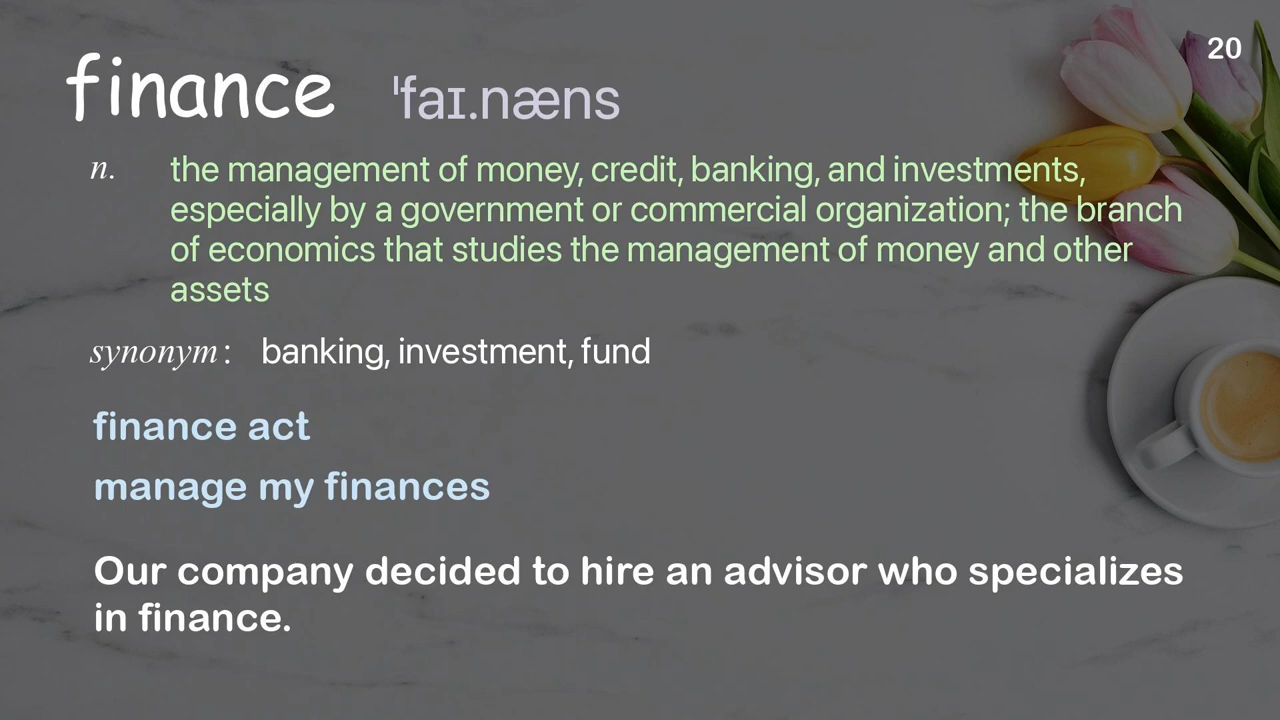 20
finance ˈfaɪ.næns
n. the management of money, credit, banking, and investments,
especially by a government or commercial organization; the branch
of economics that studies the management of money and other
assets
synonym: banking, investment, fund
finance act
manage my finances
Our company decided to hire an advisor who specializes
in finance.